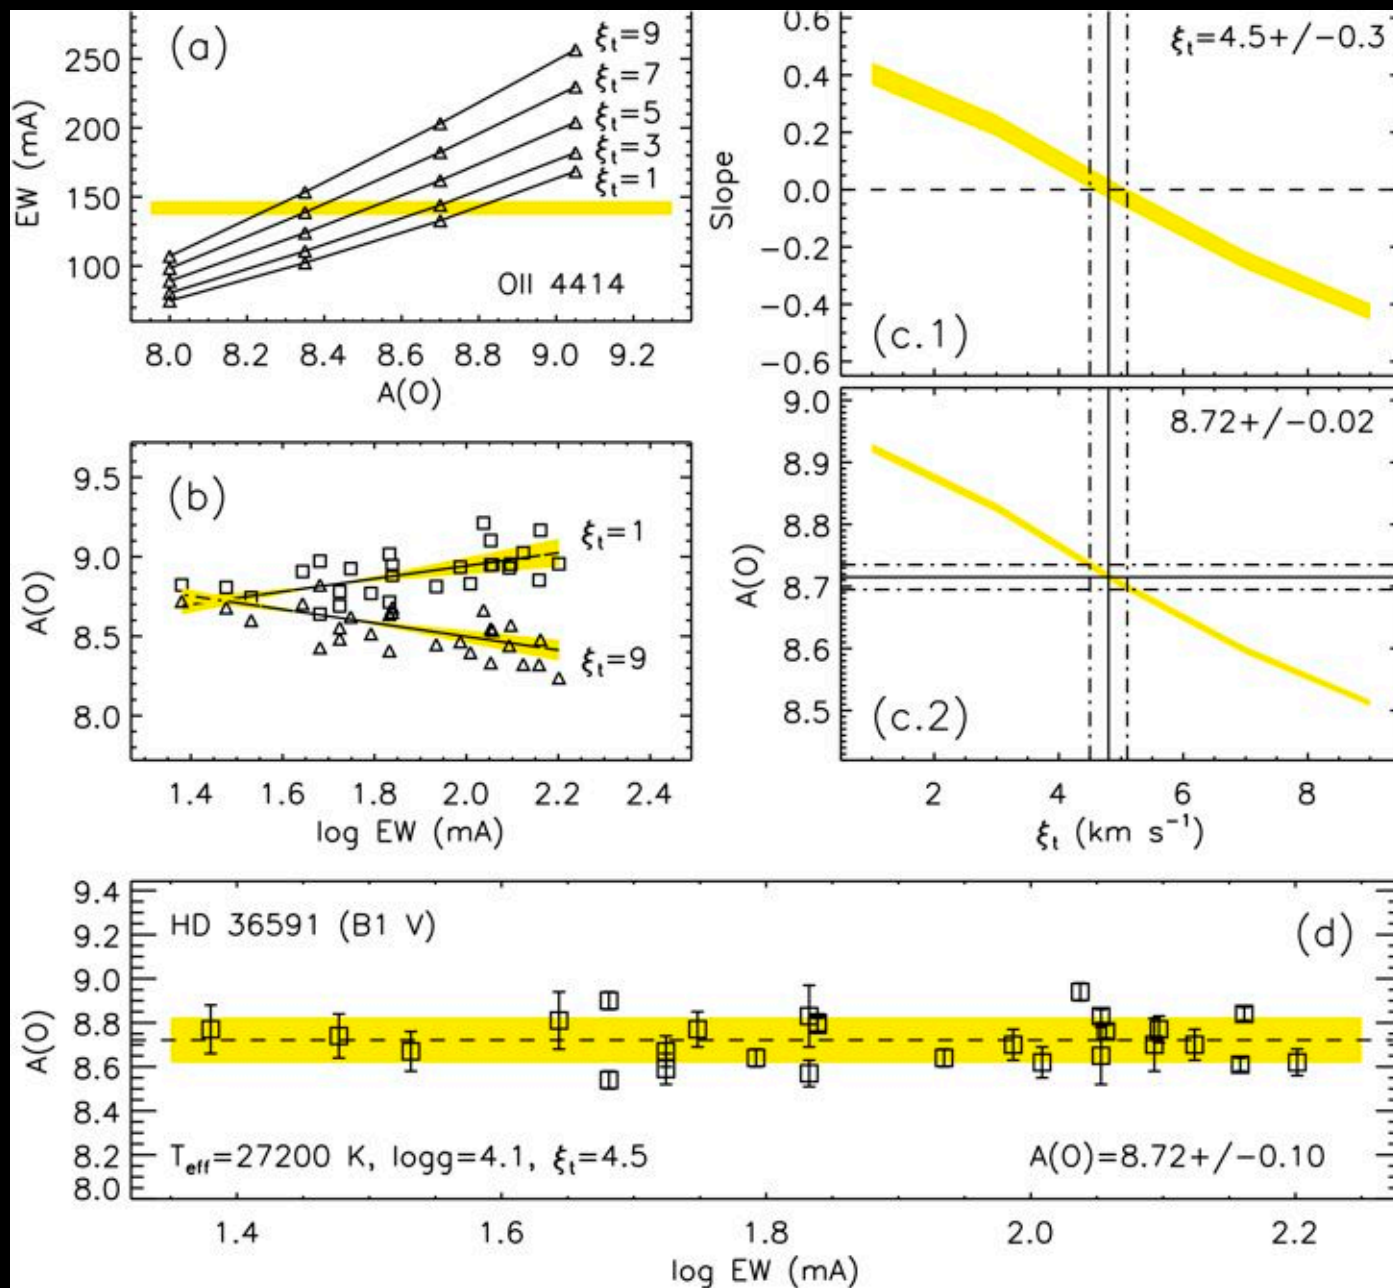 (a)
ξt=9
ξt=7
ξt=5
ξt=3
ξt=1
250
200
150
100
EW (mA)
OII 4414
8.0 8.2 8.4 8.6 8.8 9.0 9.2
A(O)
ξt=4.5+/-0.3
0.6
0.4
0.2
0.0
-0.2
-0.4
-0.6
Slope
(c.1)
(b)
9.5
9.0
8.5
8.0
A(O)
ξt=1
ξt=9
1.4 1.6 1.8 2.0 2.2 2.4
log EW (mA)
8.72+/-0.02
9.0
8.9
8.8
8.7
8.6
8.5
A(O)
(c.2)
2 4 6 8
ξt (km s⁻¹)
HD 36591 (B1 V)
(d)
9.4
9.2
9.0
8.8
8.6
8.4
8.2
8.0
A(O)
Teff=27200 K, logg=4.1, ξt=4.5
A(O)=8.72+/-0.10
1.4 1.6 1.8 2.0 2.2
log EW (mA)